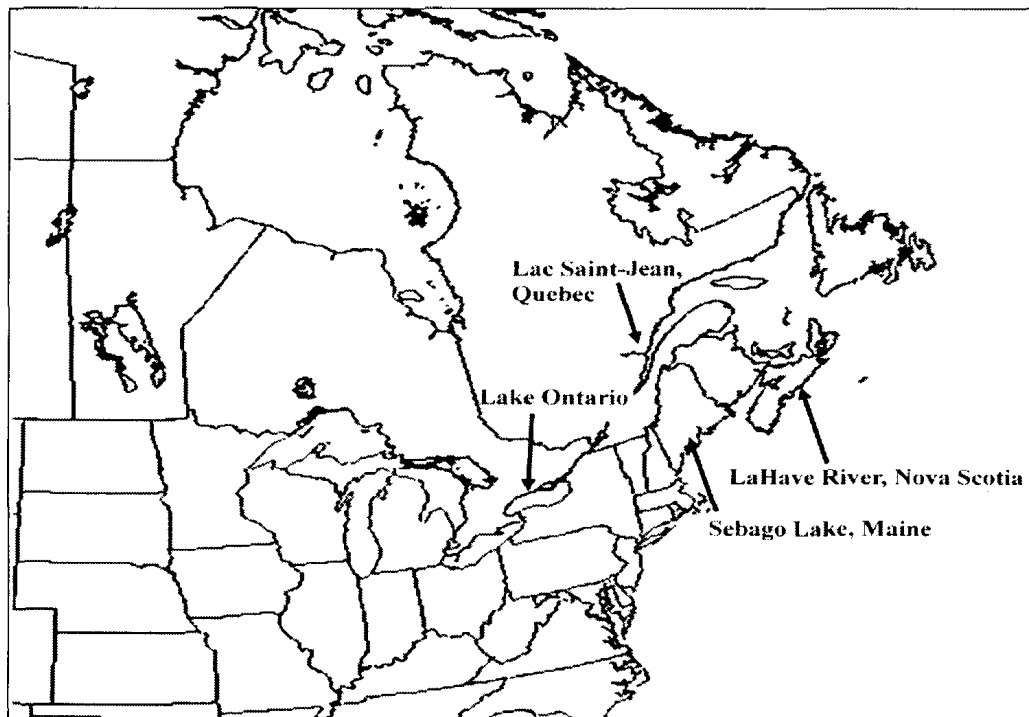 Lac Saint-Jean,
Quebec
Lake Ontario
LaHave River, Nova Scotia
Sebago Lake, Maine